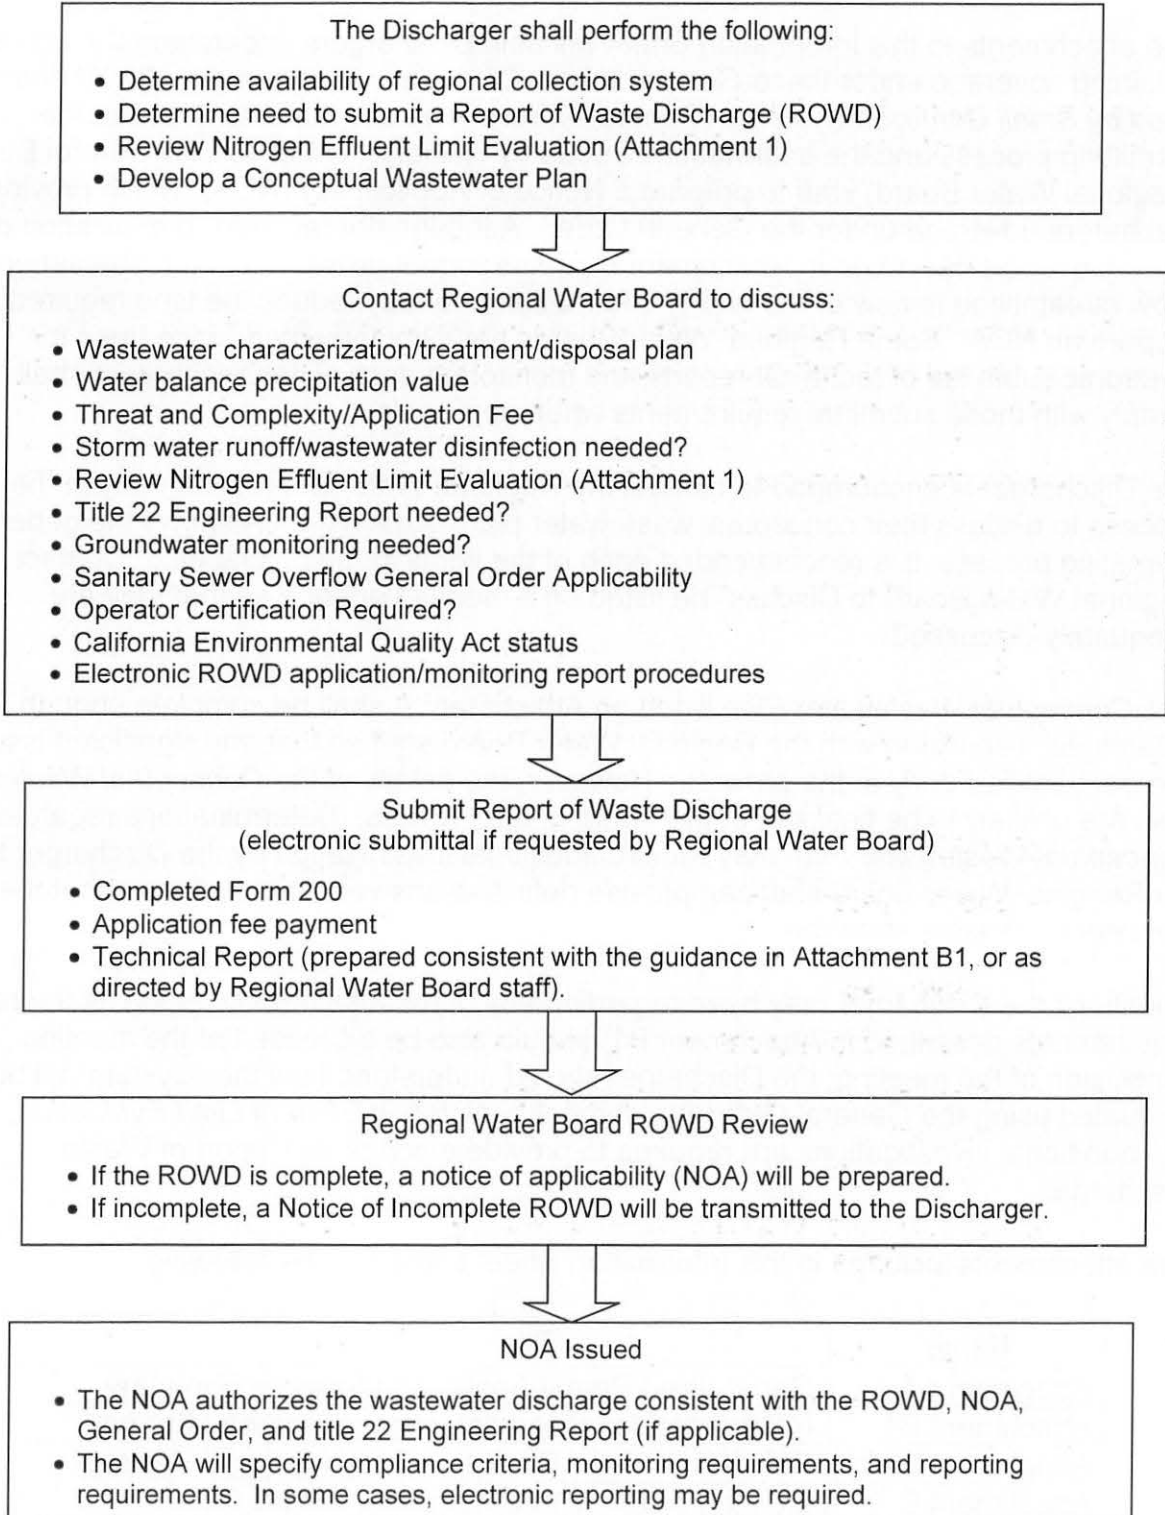 The Discharger shall perform the following:
• Determine availability of regional collection system
• Determine need to submit a Report of Waste Discharge (ROWD)
• Review Nitrogen Effluent Limit Evaluation (Attachment 1)
• Develop a Conceptual Wastewater Plan
Contact Regional Water Board to discuss:
• Wastewater characterization/treatment/disposal plan
• Water balance precipitation value
• Threat and Complexity/Application Fee
• Storm water runoff/wastewater disinfection needed?
• Review Nitrogen Effluent Limit Evaluation (Attachment 1)
• Title 22 Engineering Report needed?
• Groundwater monitoring needed?
• Sanitary Sewer Overflow General Order Applicability
• Operator Certification Required?
• California Environmental Quality Act status
• Electronic ROWD application/monitoring report procedures
Submit Report of Waste Discharge
(electronic submittal if requested by Regional Water Board)
• Completed Form 200
• Application fee payment
• Technical Report (prepared consistent with the guidance in Attachment B1, or as
directed by Regional Water Board staff).
Regional Water Board ROWD Review
• If the ROWD is complete, a notice of applicability (NOA) will be prepared.
• If incomplete, a Notice of Incomplete ROWD will be transmitted to the Discharger.
NOA Issued
• The NOA authorizes the wastewater discharge consistent with the ROWD, NOA,
General Order, and title 22 Engineering Report (if applicable).
• The NOA will specify compliance criteria, monitoring requirements, and reporting
requirements.  In some cases, electronic reporting may be required.